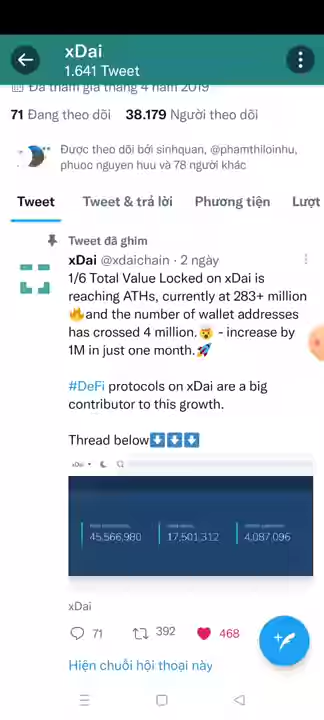 xDai
1.641 Tweet
Đã tham gia tháng 4 năm 2019
71 Đang theo dõi 38.179 Người theo dõi
Được theo dõi bởi sinhquan, @phamthiloinhu,
phuoc nguyen huu và 78 người khác
Tweet Tweet & trả lời Phương tiện Lượt
Tweet đã ghim
xDai @xdaichain · 2 ngày
1/6 Total Value Locked on xDai is
reaching ATHs, currently at 283+ million
🔥and the number of wallet addresses
has crossed 4 million.🤯 - increase by
1M in just one month.🚀
#DeFi protocols on xDai are a big
contributor to this growth.
Thread below⬇️⬇️⬇️
xDai
45,566,980 17,501,312 4,087,096
xDai
71 392 468
Hiện chuỗi hội thoại này